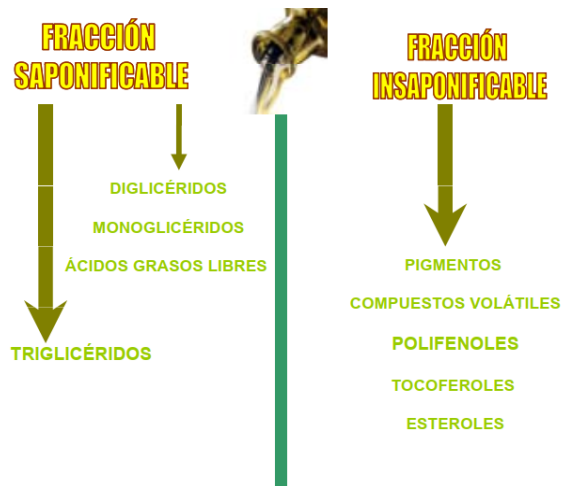 FRACCIÓN
SAPONIFICABLE
DIGLICÉRIDOS
MONOGLICÉRIDOS
ÁCIDOS GRASOS LIBRES
TRIGLICÉRIDOS
FRACCIÓN
INSAPONIFICABLE
PIGMENTOS
COMPUESTOS VOLÁTILES
POLIFENOLES
TOCOFEROLES
ESTEROLES